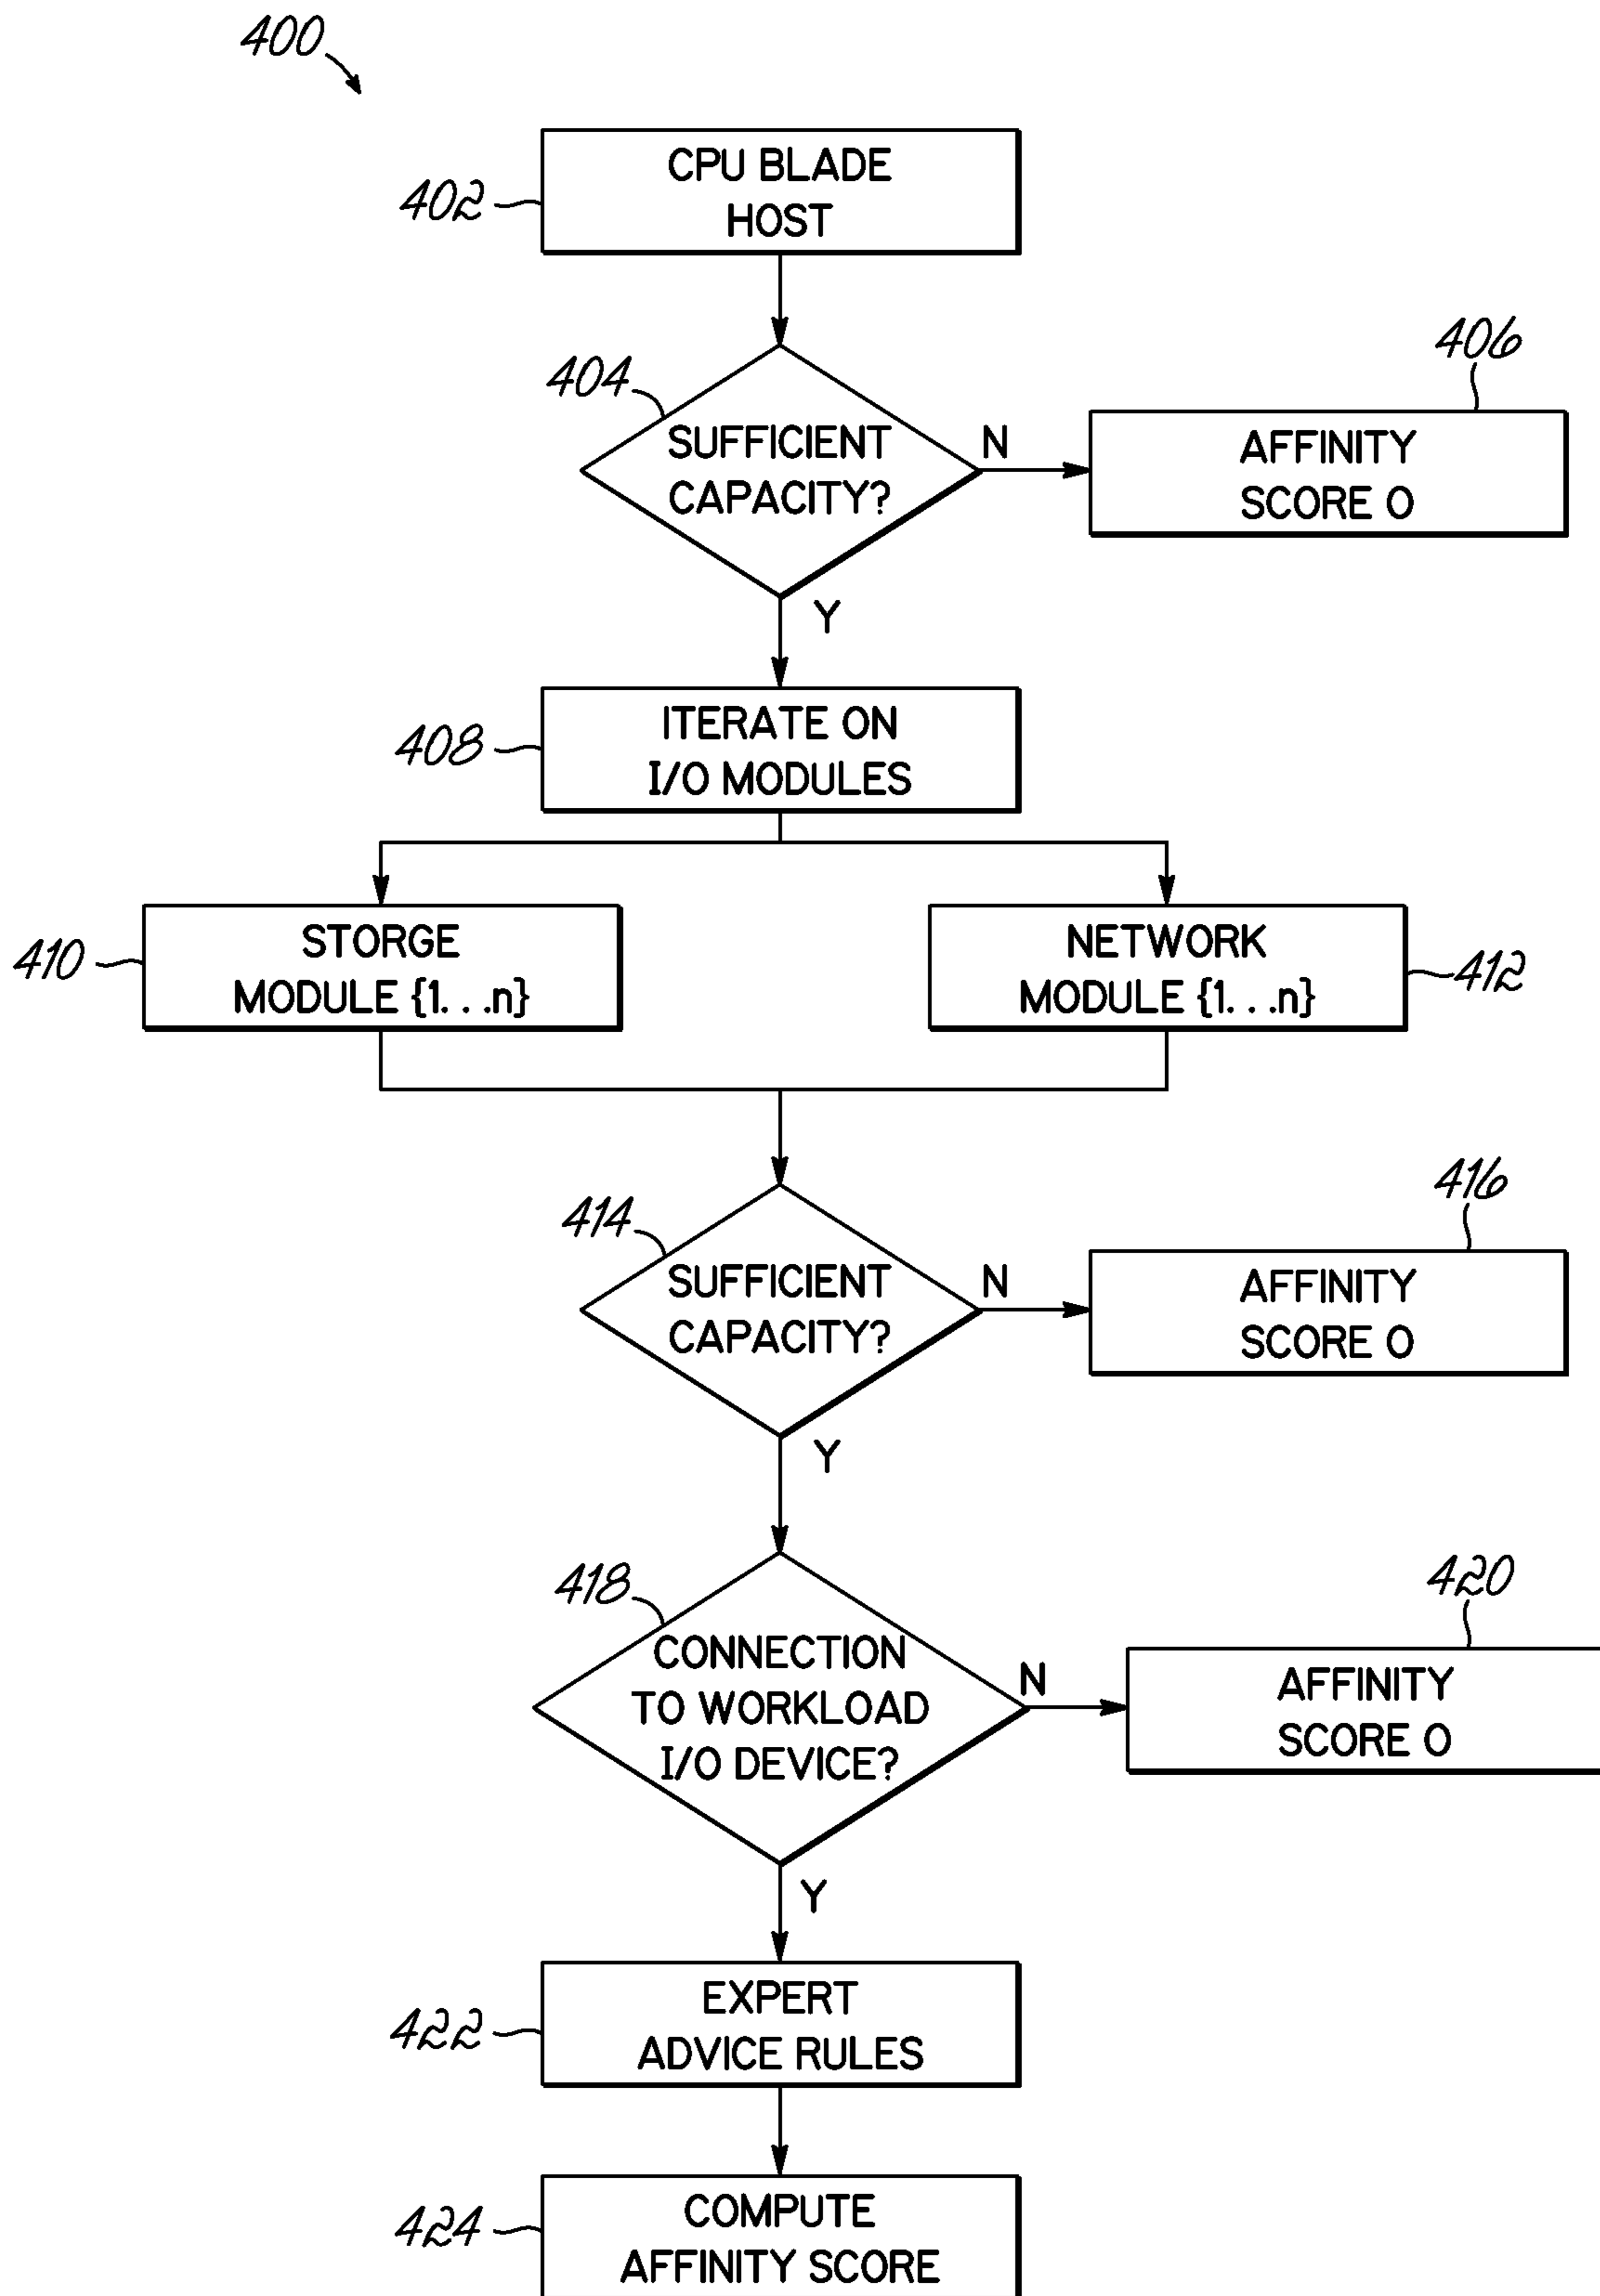 400
402
CPU BLADE
HOST
404
SUFFICIENT
CAPACITY?
N
406
AFFINITY
SCORE 0
Y
408
ITERATE ON
I/O MODULES
410
STORGE
MODULE {1. . .n}
NETWORK
MODULE {1. . .n}
412
414
SUFFICIENT
CAPACITY?
N
416
AFFINITY
SCORE 0
Y
418
CONNECTION
TO WORKLOAD
I/O DEVICE?
N
420
AFFINITY
SCORE 0
Y
422
EXPERT
ADVICE RULES
424
COMPUTE
AFFINITY SCORE